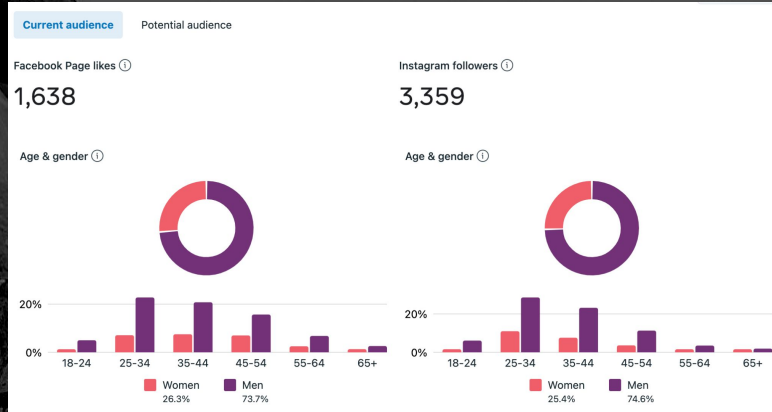 Current audience
Potential audience
Facebook Page likes
1,638
Age & gender
20%
0%
18-24 25-34 35-44 45-54 55-64 65+
Women Men
26.3% 73.7%
Instagram followers
3,359
Age & gender
20%
0%
18-24 25-34 35-44 45-54 55-64 65+
Women Men
25.4% 74.6%